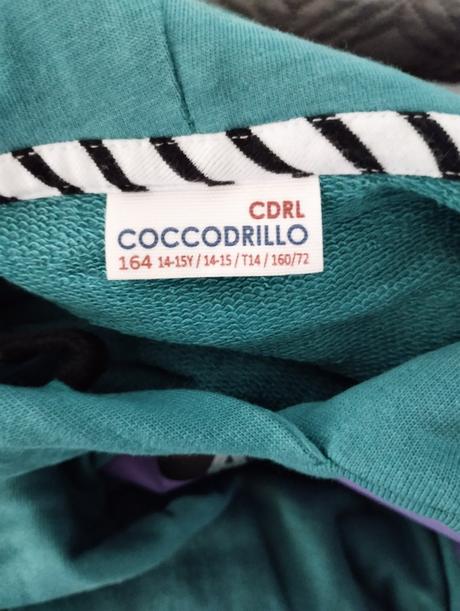 CDRL
COCCODRILLO
164 14-15Y / 14-15 / T14 / 160/72